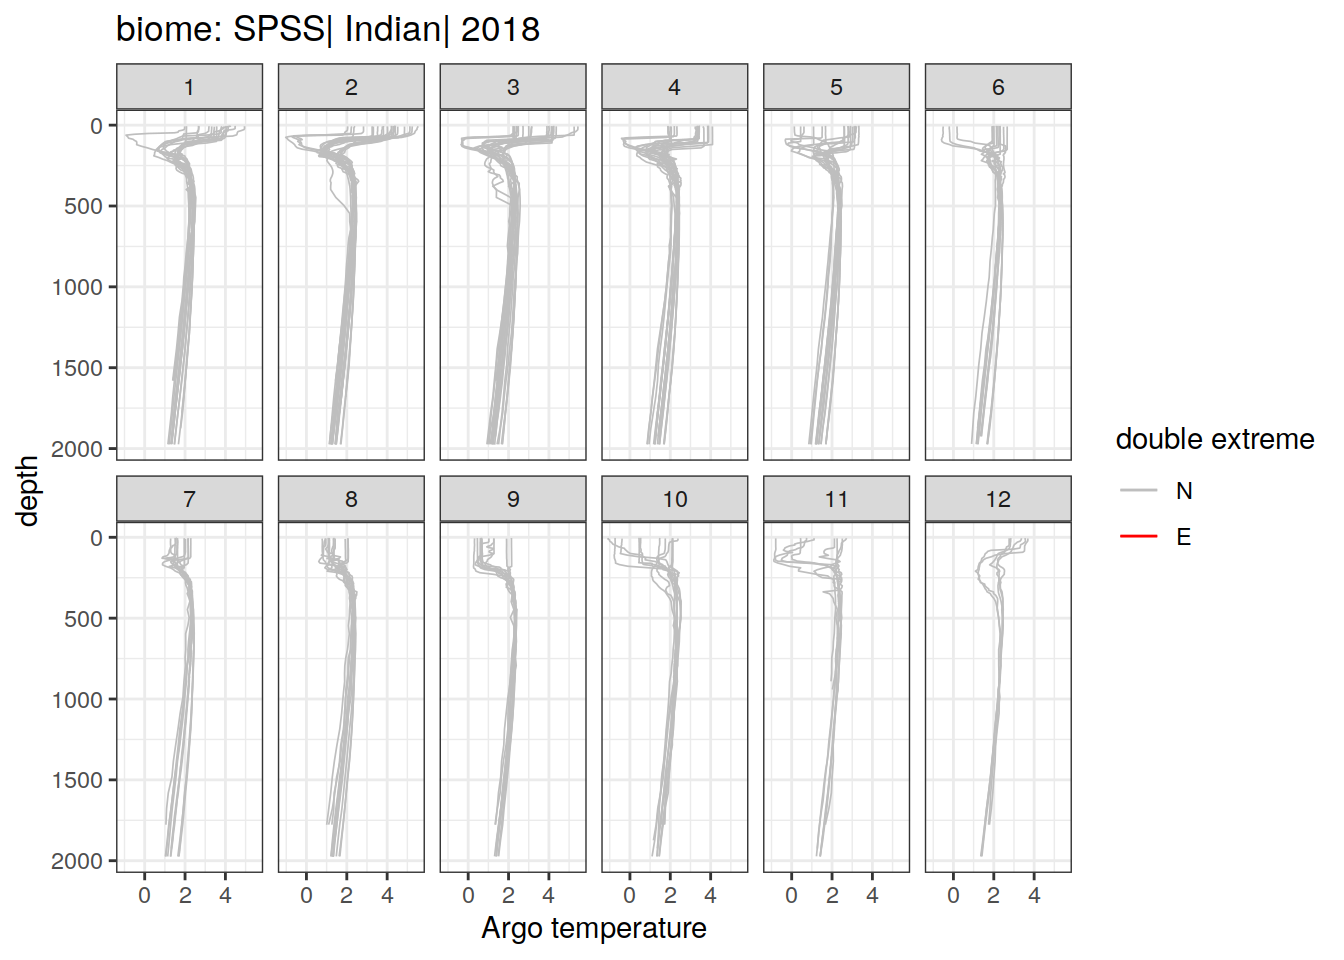 biome: SPSS| Indian| 2018
1 2 3 4 5 6
0
500
1000
1500
2000
7 8 9 10 11 12
0
500
1000
1500
2000
0 2 4 0 2 4 0 2 4 0 2 4 0 2 4 0 2 4
Argo temperature
depth
double extreme
N
E